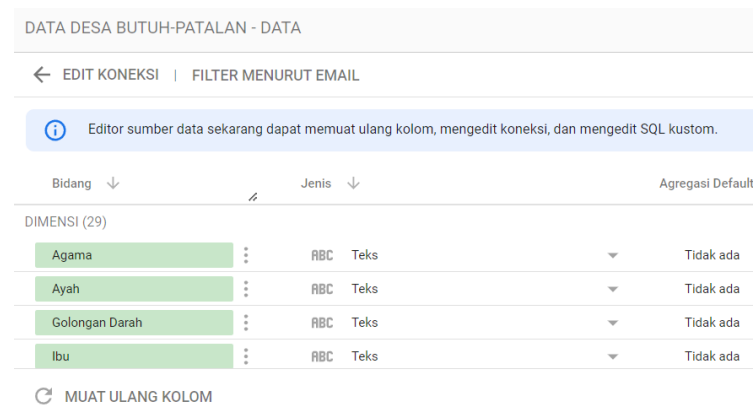 DATA DESA BUTUH-PATALAN - DATA
EDIT KONEKSI | FILTER MENURUT EMAIL
Editor sumber data sekarang dapat memuat ulang kolom, mengedit koneksi, dan mengedit SQL kustom.
Bidang Jenis Agregasi Default
DIMENSI (29)
Agama ABC Teks Tidak ada
Ayah ABC Teks Tidak ada
Golongan Darah ABC Teks Tidak ada
Ibu ABC Teks Tidak ada
MUAT ULANG KOLOM